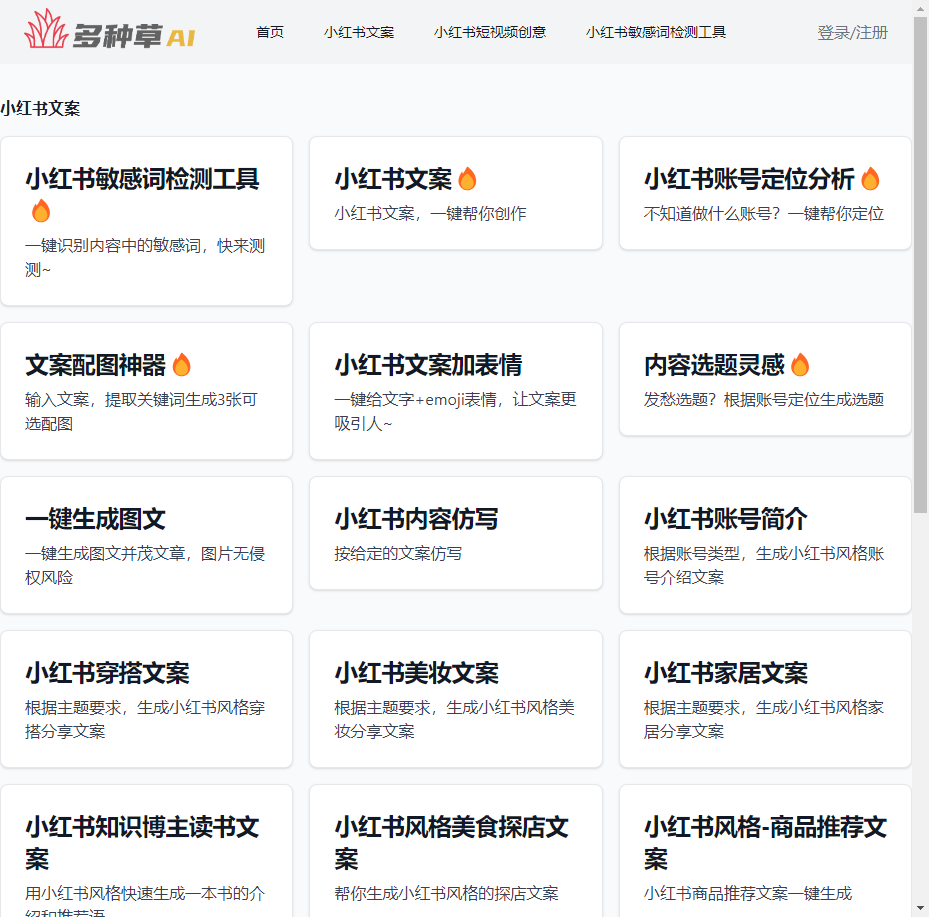 多种草AI 首页 小红书文案 小红书短视频创意 小红书敏感词检测工具 登录/注册
小红书文案
小红书敏感词检测工具
🔥
一键识别内容中的敏感词，快来测
测~
小红书文案🔥
小红书文案，一键帮你创作
小红书账号定位分析🔥
不知道做什么账号？一键帮你定位
文案配图神器🔥
输入文案，提取关键词生成3张可
选配图
小红书文案加表情
一键给文字+emoji表情，让文案更
吸引人~
内容选题灵感🔥
发愁选题？根据账号定位生成选题
一键生成图文
一键生成图文并茂文章，图片无侵
权风险
小红书内容仿写
按给定的文案仿写
小红书账号简介
根据账号类型，生成小红书风格账
号介绍文案
小红书穿搭文案
根据主题要求，生成小红书风格穿
搭分享文案
小红书美妆文案
根据主题要求，生成小红书风格美
妆分享文案
小红书家居文案
根据主题要求，生成小红书风格家
居分享文案
小红书知识博主读书文
案
用小红书风格快速生成一本书的介
绍和推荐语
小红书风格美食探店文
案
帮你生成小红书风格的探店文案
小红书风格-商品推荐文
案
小红书商品推荐文案一键生成